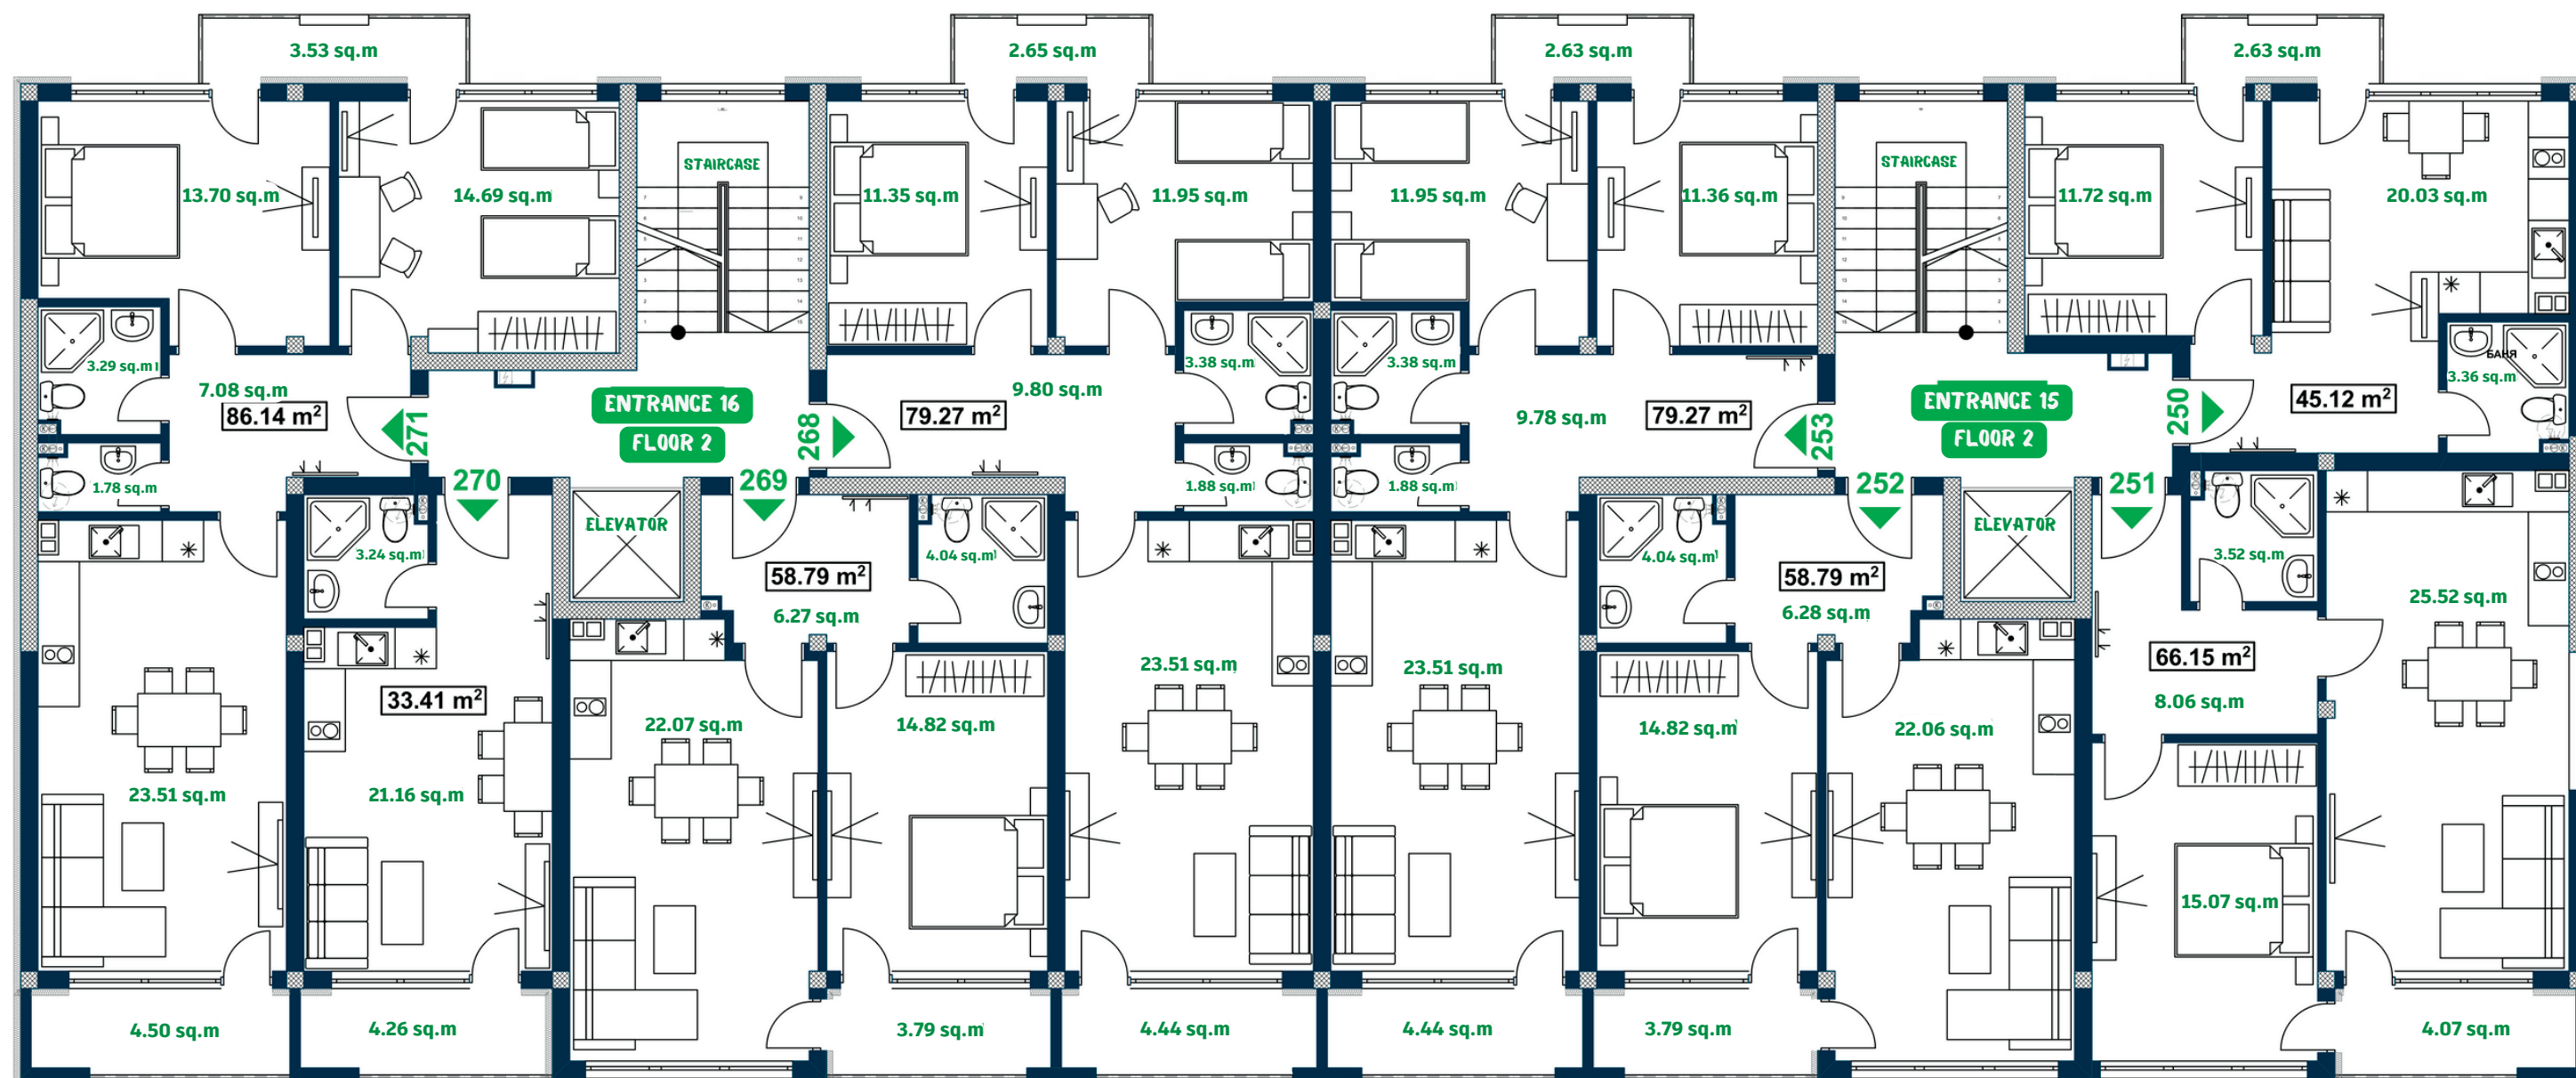 3.53 sq.m
2.65 sq.m
2.63 sq.m
2.63 sq.m
STAIRCASE
STAIRCASE
13.70 sq.m
14.69 sq.m
11.35 sq.m
11.95 sq.m
11.95 sq.m
11.36 sq.m
11.72 sq.m
20.03 sq.m
3.29 sq.m
3.38 sq.m
3.38 sq.m
БАНЯ
3.36 sq.m
7.08 sq.m
9.80 sq.m
9.78 sq.m
86.14 m²
271
ENTRANCE 16
FLOOR 2
268
79.27 m²
79.27 m²
253
ENTRANCE 15
FLOOR 2
250
45.12 m²
1.78 sq.m
270
269
1.88 sq.m
1.88 sq.m
252
251
ELEVATOR
ELEVATOR
3.24 sq.m
4.04 sq.m
4.04 sq.m
3.52 sq.m
58.79 m²
58.79 m²
6.27 sq.m
6.28 sq.m
25.52 sq.m
33.41 m²
23.51 sq.m
23.51 sq.m
66.15 m²
22.07 sq.m
14.82 sq.m
14.82 sq.m
22.06 sq.m
8.06 sq.m
23.51 sq.m
21.16 sq.m
15.07 sq.m
4.50 sq.m
4.26 sq.m
3.79 sq.m
4.44 sq.m
4.44 sq.m
3.79 sq.m
4.07 sq.m